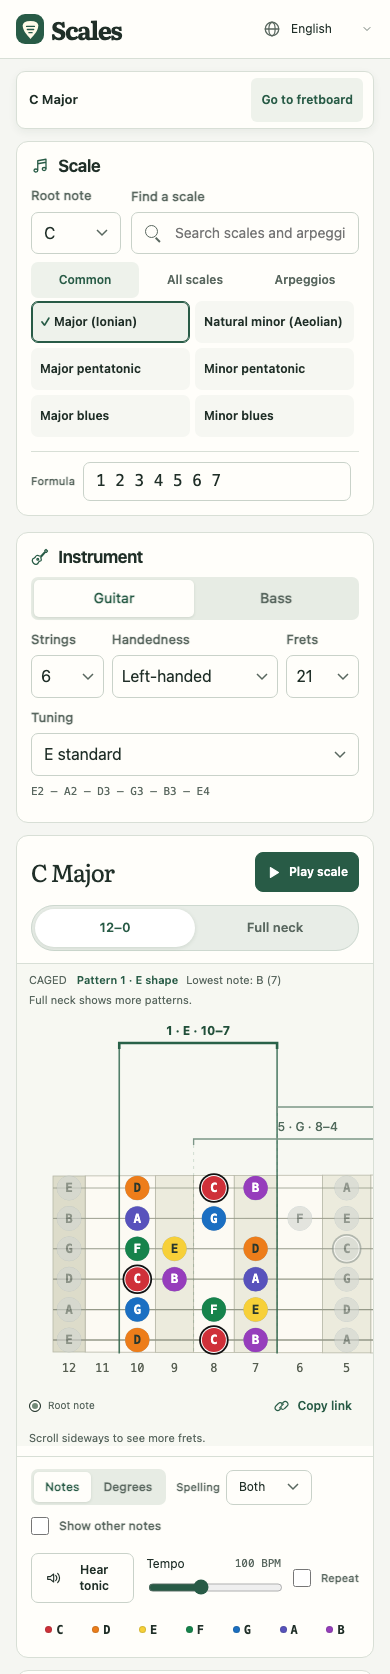 Scales
English
C Major
Go to fretboard
Scale
Root note
Find a scale
C
Search scales and arpeggi
Common
All scales
Arpeggios
✓ Major (Ionian)
Natural minor (Aeolian)
Major pentatonic
Minor pentatonic
Major blues
Minor blues
Formula
1 2 3 4 5 6 7
Instrument
Guitar
Bass
Strings
Handedness
Frets
6
Left-handed
21
Tuning
E standard
E2 — A2 — D3 — G3 — B3 — E4
C Major
Play scale
12–0
Full neck
CAGED Pattern 1 · E shape Lowest note: B (7)
Full neck shows more patterns.
1 · E · 10–7
5 · G · 8–4
E D C B A
B A G F E
G F E D C
D C B A G
A G F E D
E D C B A
12 11 10 9 8 7 6 5
Root note
Copy link
Scroll sideways to see more frets.
Notes
Degrees
Spelling
Both
Show other notes
Hear tonic
Tempo
100 BPM
Repeat
C D E F G A B